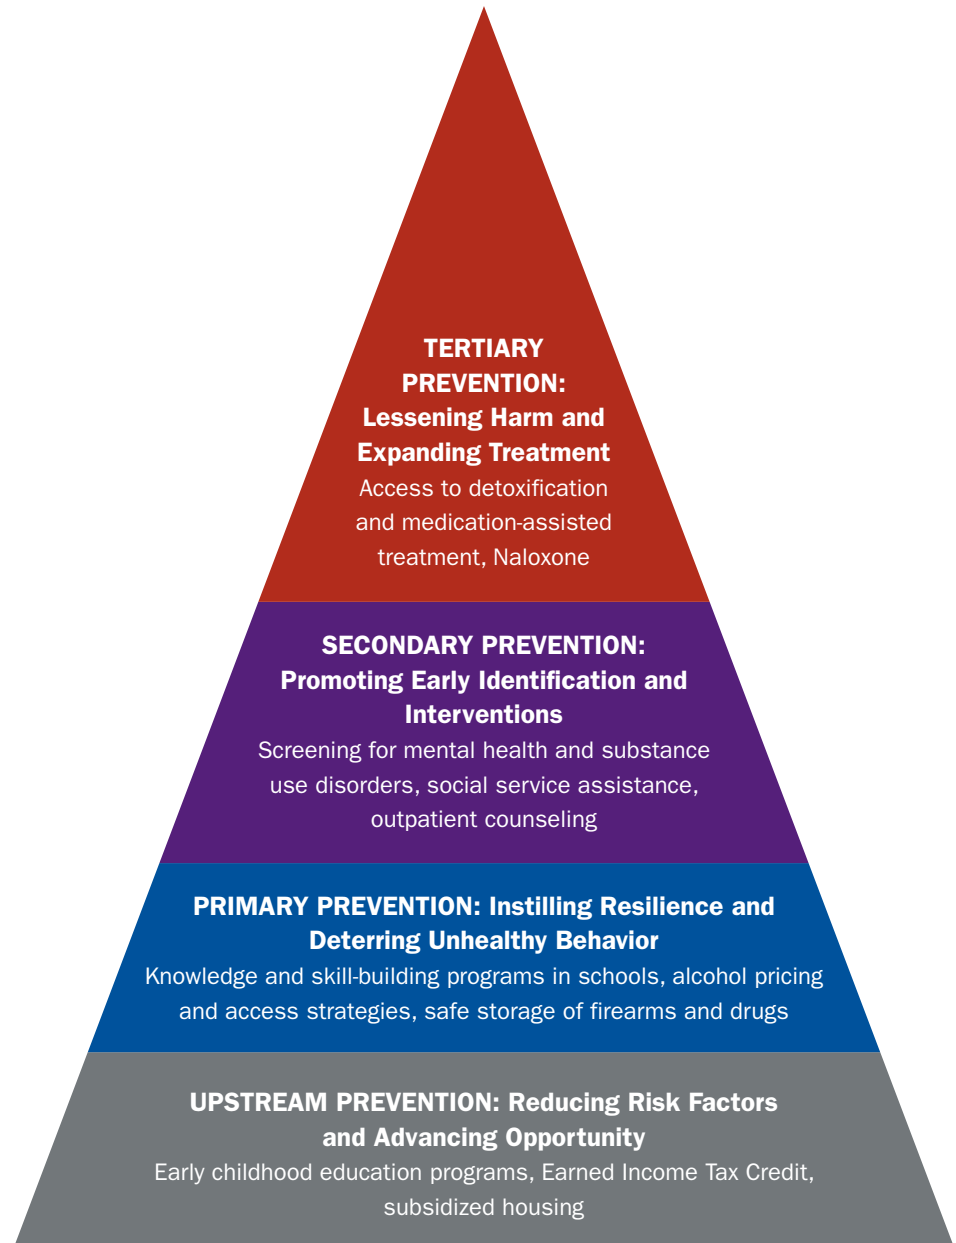 TERTIARY
PREVENTION:
Lessening Harm and
Expanding Treatment
Access to detoxification
and medication-assisted
treatment, Naloxone
SECONDARY PREVENTION:
Promoting Early Identification and
Interventions
Screening for mental health and substance
use disorders, social service assistance,
outpatient counseling
PRIMARY PREVENTION: Instilling Resilience and
Deterring Unhealthy Behavior
Knowledge and skill-building programs in schools, alcohol pricing
and access strategies, safe storage of firearms and drugs
UPSTREAM PREVENTION: Reducing Risk Factors
and Advancing Opportunity
Early childhood education programs, Earned Income Tax Credit,
subsidized housing